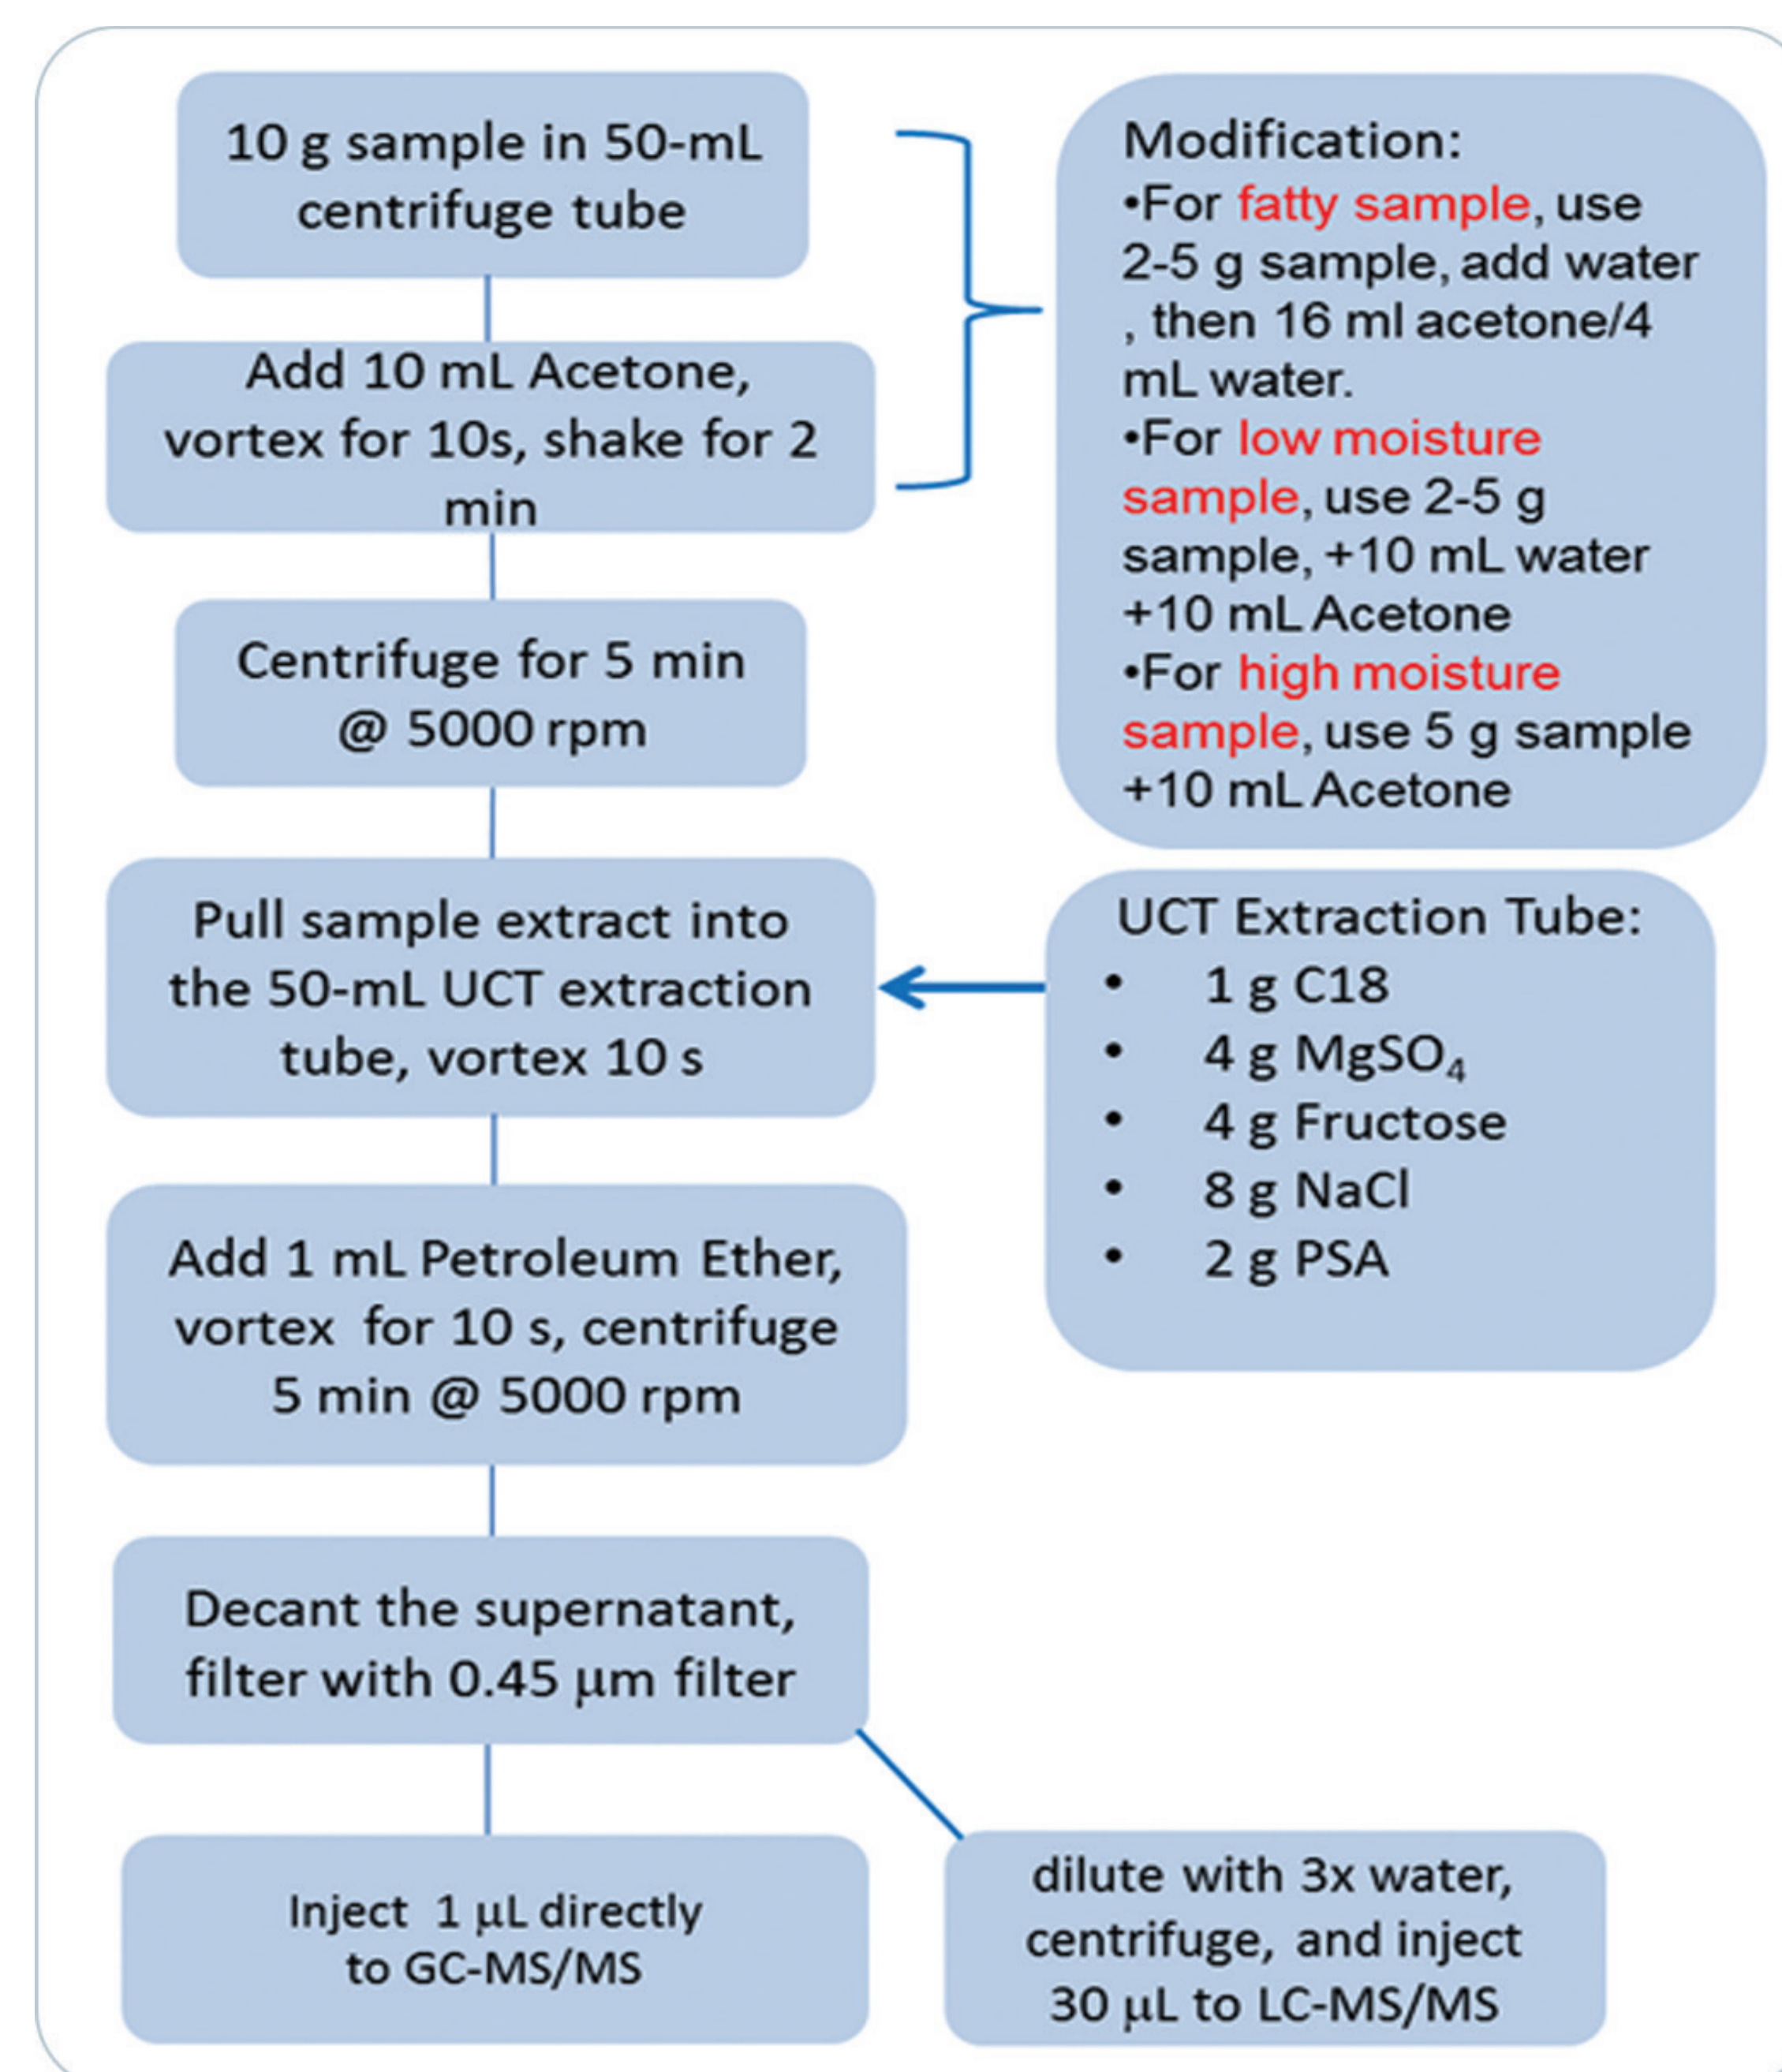 10 g sample in 50-mL
centrifuge tube
Add 10 mL Acetone,
vortex for 10s, shake for 2
min
Centrifuge for 5 min
@ 5000 rpm
Pull sample extract into
the 50-mL UCT extraction
tube, vortex 10 s
Add 1 mL Petroleum Ether,
vortex for 10 s, centrifuge
5 min @ 5000 rpm
Decant the supernatant,
filter with 0.45 μm filter
Inject 1 μL directly
to GC-MS/MS
Modification:
•For fatty sample, use
2-5 g sample, add water
, then 16 ml acetone/4
mL water.
•For low moisture
sample, use 2-5 g
sample, +10 mL water
+10 mL Acetone
•For high moisture
sample, use 5 g sample
+10 mL Acetone
UCT Extraction Tube:
• 1 g C18
• 4 g MgSO₄
• 4 g Fructose
• 8 g NaCl
• 2 g PSA
dilute with 3x water,
centrifuge, and inject
30 μL to LC-MS/MS